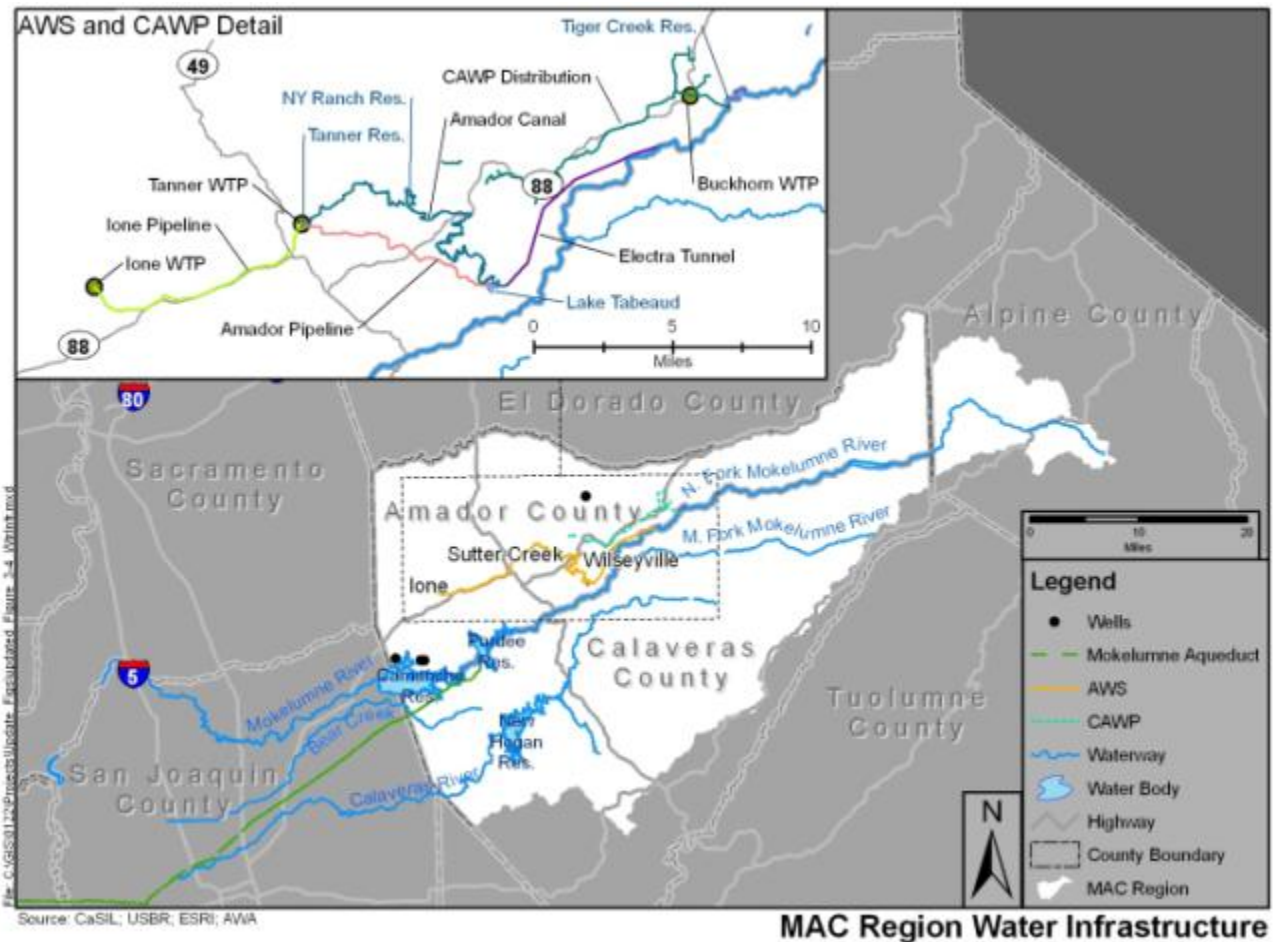 AWS and CAWP Detail
Tiger Creek Res.
49
CAWP Distribution
NY Ranch Res.
Amador Canal
Tanner Res.
Tanner WTP
88
Buckhorn WTP
Ione Pipeline
Electra Tunnel
Ione WTP
Lake Tabeaud
Amador Pipeline
88
0 5 10
Miles
Alpine County
80
El Dorado County
Sacramento
County
N. Fork Mokelumne River
Amador County
M. Fork Mokelumne River
Sutter Creek
Wilseyville
Ione
Pardee
Res.
Calaveras
County
Camanche
Res.
5
Mokelumne River
Bear Creek
New
Hogan
Res.
Tuolumne
County
San Joaquin
County
Calaveras River
0 10 20
Miles
Legend
Wells
Mokelumne Aqueduct
AWS
CAWP
Waterway
Water Body
Highway
County Boundary
MAC Region
N
Source: CaSIL; USBR; ESRI; AWA
MAC Region Water Infrastructure